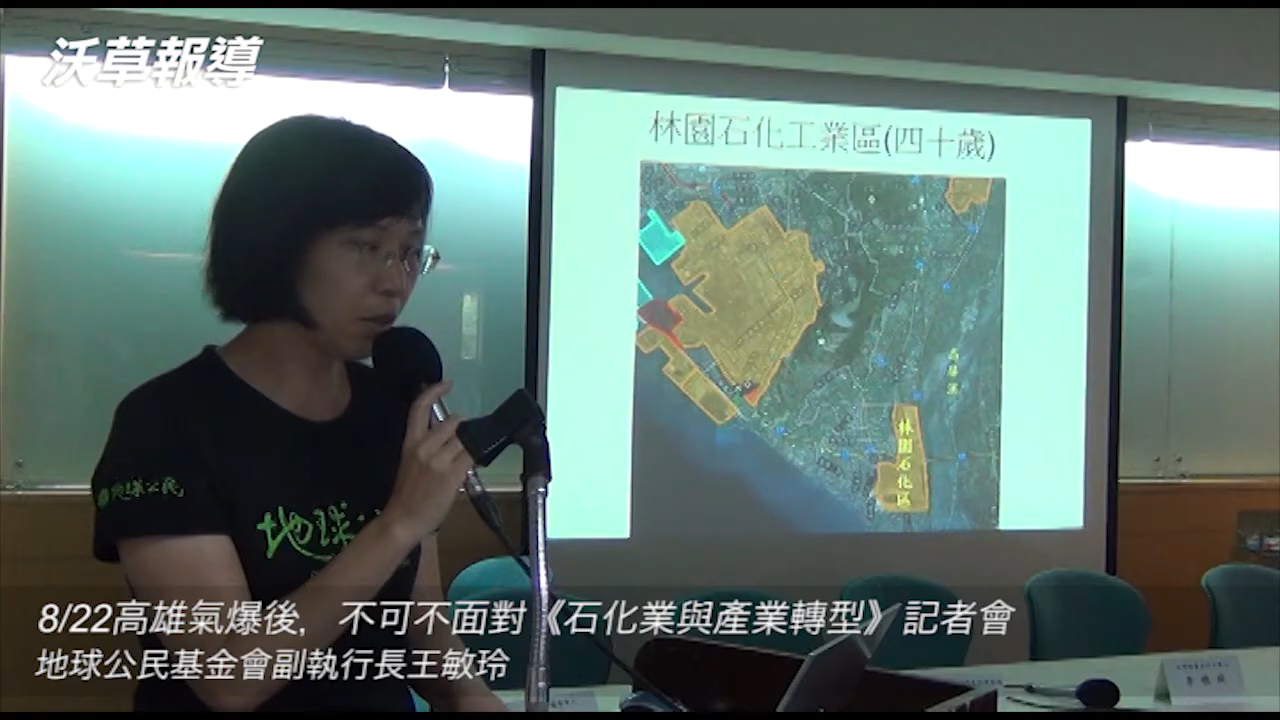 沃草報導
林園石化工業區(四十歲)
林園石化區
地球公民
地球
8/22高雄氣爆後，不可不面對《石化業與產業轉型》記者會
地球公民基金會副執行長王敏玲